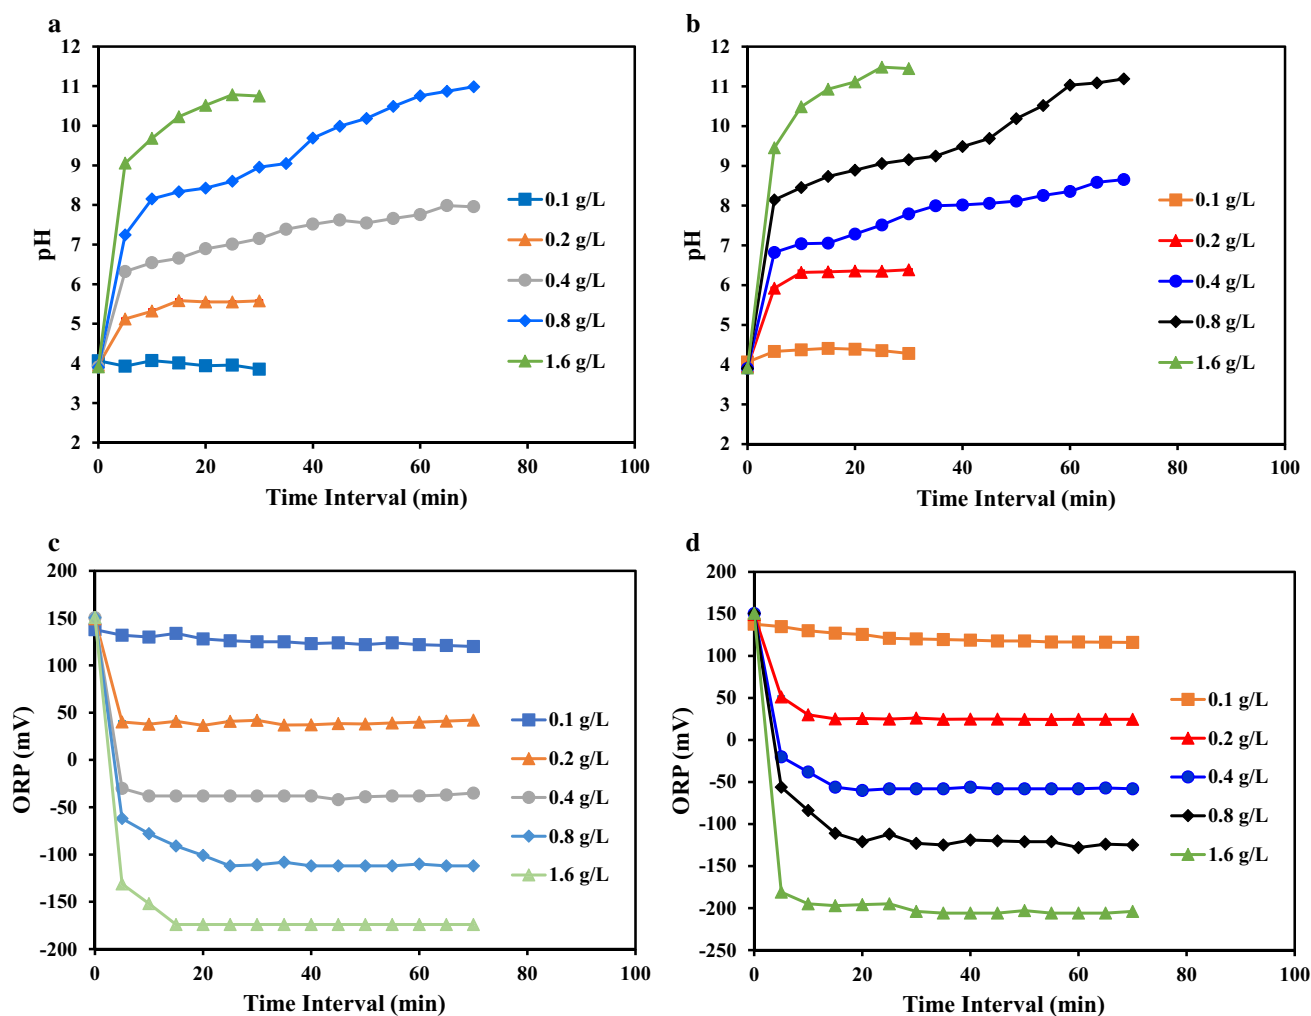 a
12
11
10
9
8
7
6
5
4
3
2
pH
0 20 40 60 80 100
Time Interval (min)
0.1 g/L
0.2 g/L
0.4 g/L
0.8 g/L
1.6 g/L
b
12
11
10
9
8
7
6
5
4
3
2
pH
0 20 40 60 80 100
Time Interval (min)
0.1 g/L
0.2 g/L
0.4 g/L
0.8 g/L
1.6 g/L
c
200
150
100
50
0
-50
-100
-150
-200
ORP (mV)
0 20 40 60 80 100
Time Interval (min)
0.1 g/L
0.2 g/L
0.4 g/L
0.8 g/L
1.6 g/L
d
200
150
100
50
0
-50
-100
-150
-200
-250
ORP (mV)
0 20 40 60 80 100
Time Interval (min)
0.1 g/L
0.2 g/L
0.4 g/L
0.8 g/L
1.6 g/L